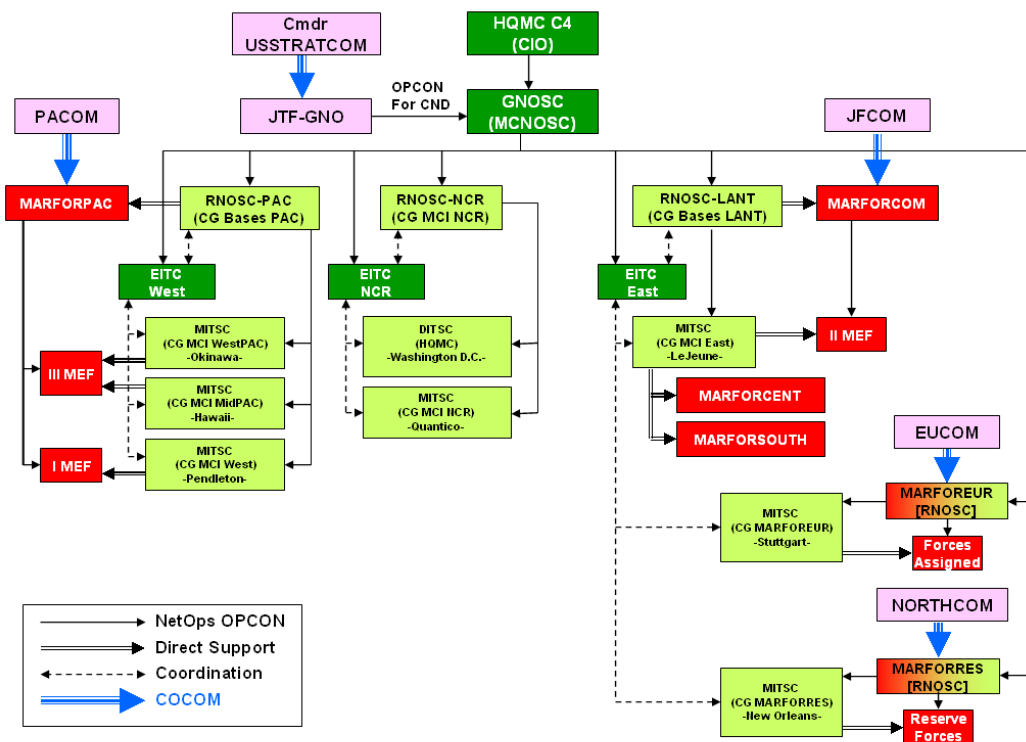 Cmdr
USSTRATCOM
HQMC C4
(CIO)
OPCON
For CND
PACOM
JTF-GNO
GNOSC
(MCNOSC)
JFCOM
MARFORPAC
RNOSC-PAC
(CG Bases PAC)
RNOSC-NCR
(CG MCI NCR)
RNOSC-LANT
(CG Bases LANT)
MARFORCOM
EITC
West
EITC
NCR
EITC
East
MITSC
(CG MCI WestPAC)
-Okinawa-
DITSC
(HQMC)
-Washington D.C.-
MITSC
(CG MCI East)
-LeJeune-
II MEF
III MEF
MITSC
(CG MCI MidPAC)
-Hawaii-
MITSC
(CG MCI NCR)
-Quantico-
MARFORCENT
MARFORSOUTH
I MEF
MITSC
(CG MCI West)
-Pendleton-
EUCOM
MARFOREUR
[RNOSC]
MITSC
(CG MARFOREUR)
-Stuttgart-
Forces
Assigned
NORTHCOM
MARFORRES
[RNOSC]
MITSC
(CG MARFORRES)
-New Orleans-
Reserve
Forces
NetOps OPCON
Direct Support
Coordination
COCOM